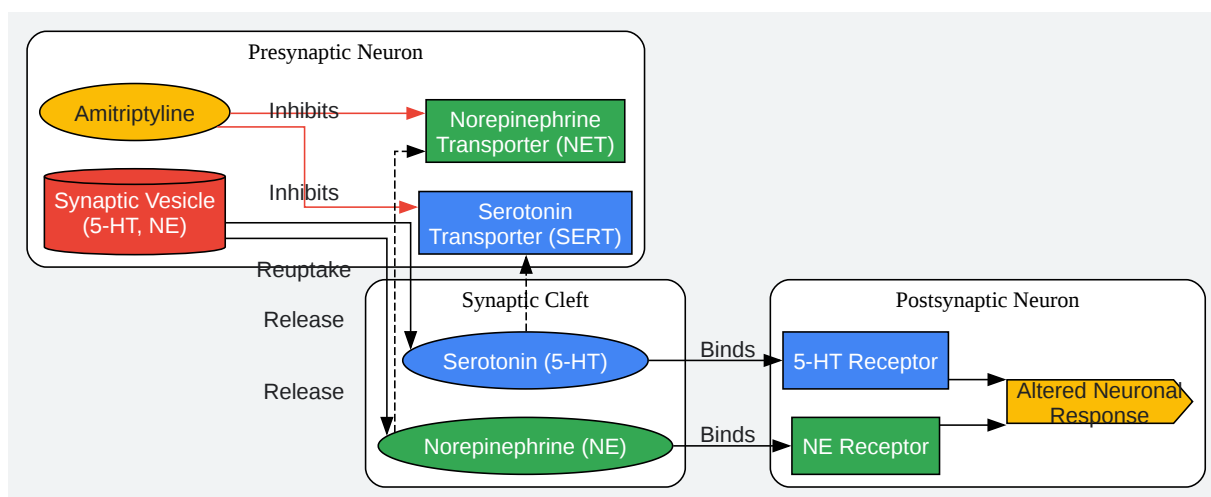 Presynaptic Neuron
Amitriptyline
Inhibits
Norepinephrine
Transporter (NET)
Synaptic Vesicle
(5-HT, NE)
Inhibits
Serotonin
Transporter (SERT)
Reuptake
Release
Release
Synaptic Cleft
Serotonin (5-HT)
Norepinephrine (NE)
Binds
Binds
Postsynaptic Neuron
5-HT Receptor
NE Receptor
Altered Neuronal
Response